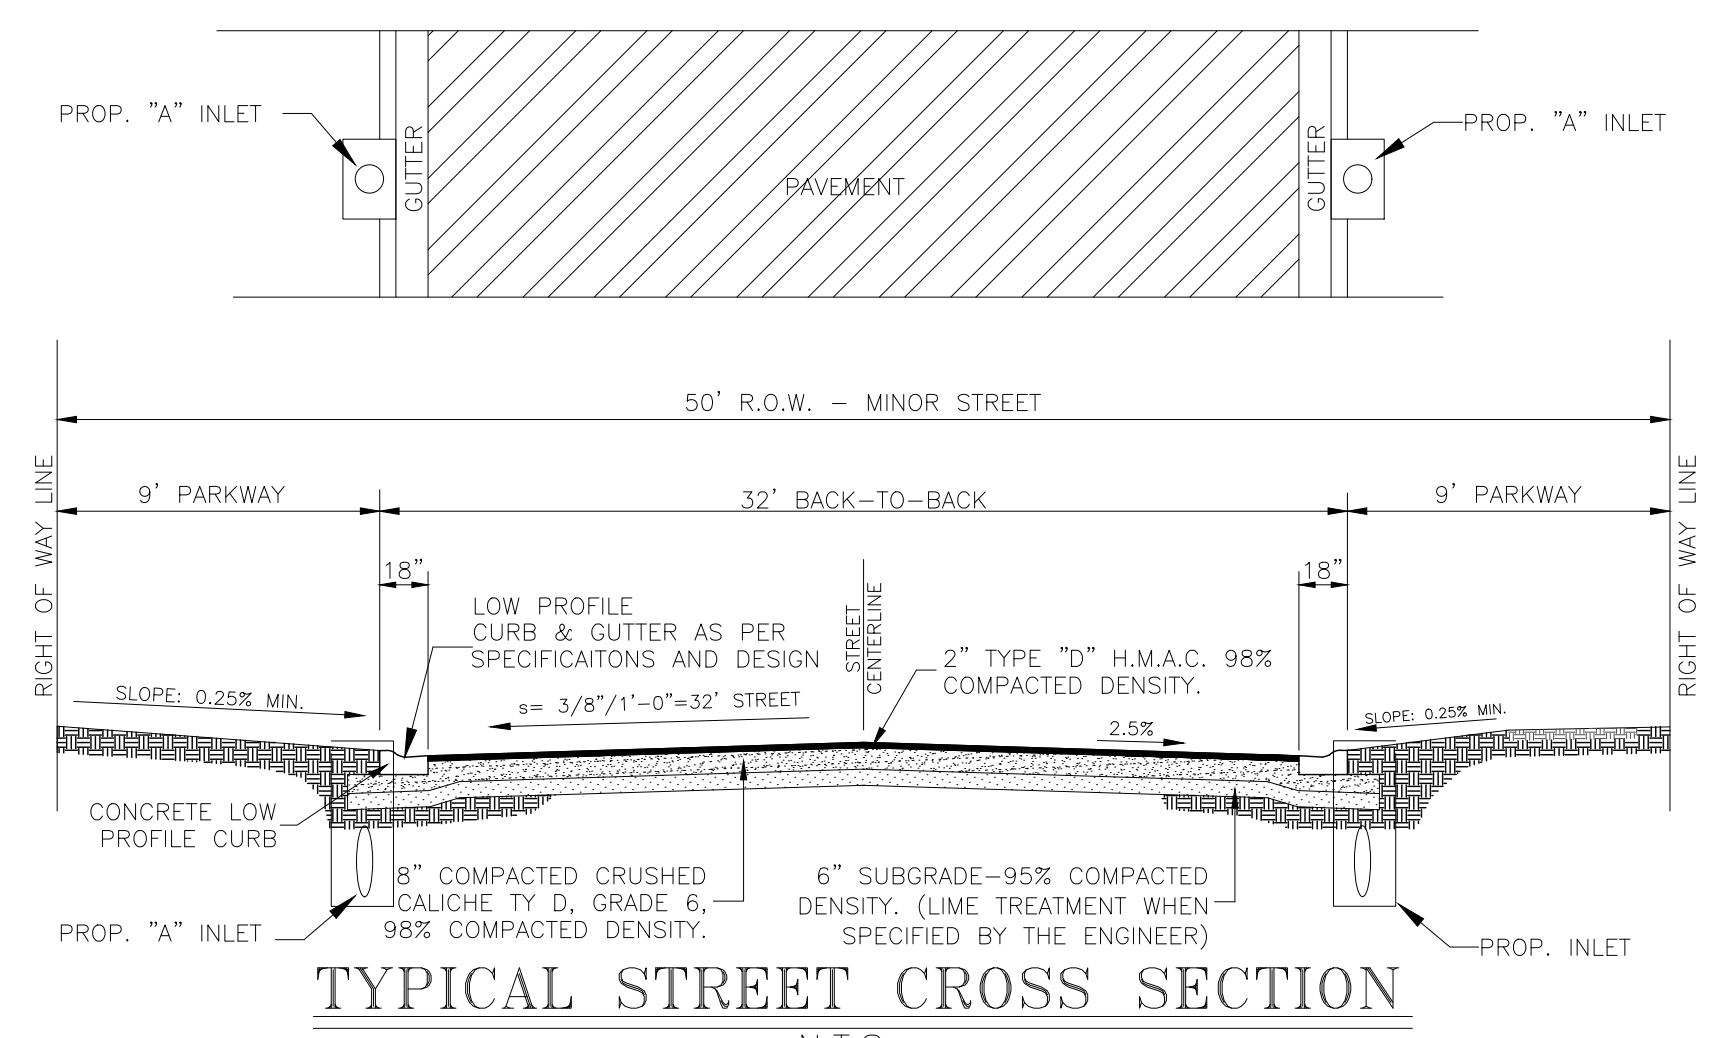 PROP. "A" INLET
GUTTER
PAVEMENT
GUTTER
PROP. "A" INLET
50' R.O.W. - MINOR STREET
RIGHT OF WAY LINE
9' PARKWAY
32' BACK-TO-BACK
9' PARKWAY
RIGHT OF WAY LINE
18"
18"
LOW PROFILE
CURB & GUTTER AS PER
SPECIFICAITONS AND DESIGN
STREET
CENTERLINE
2" TYPE "D" H.M.A.C. 98%
COMPACTED DENSITY.
SLOPE: 0.25% MIN.
s= 3/8"/1'-0"=32' STREET
2.5%
SLOPE: 0.25% MIN.
CONCRETE LOW
PROFILE CURB
8" COMPACTED CRUSHED
CALICHE TY D, GRADE 6,
98% COMPACTED DENSITY.
6" SUBGRADE-95% COMPACTED
DENSITY. (LIME TREATMENT WHEN
SPECIFIED BY THE ENGINEER)
PROP. "A" INLET
PROP. INLET
TYPICAL STREET CROSS SECTION